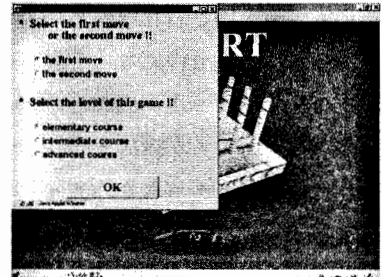 * Select the first move
or the second move !!
the first move
the second move
* Select the level of this game !!
elementary course
intermediate course
advanced course
OK
RT